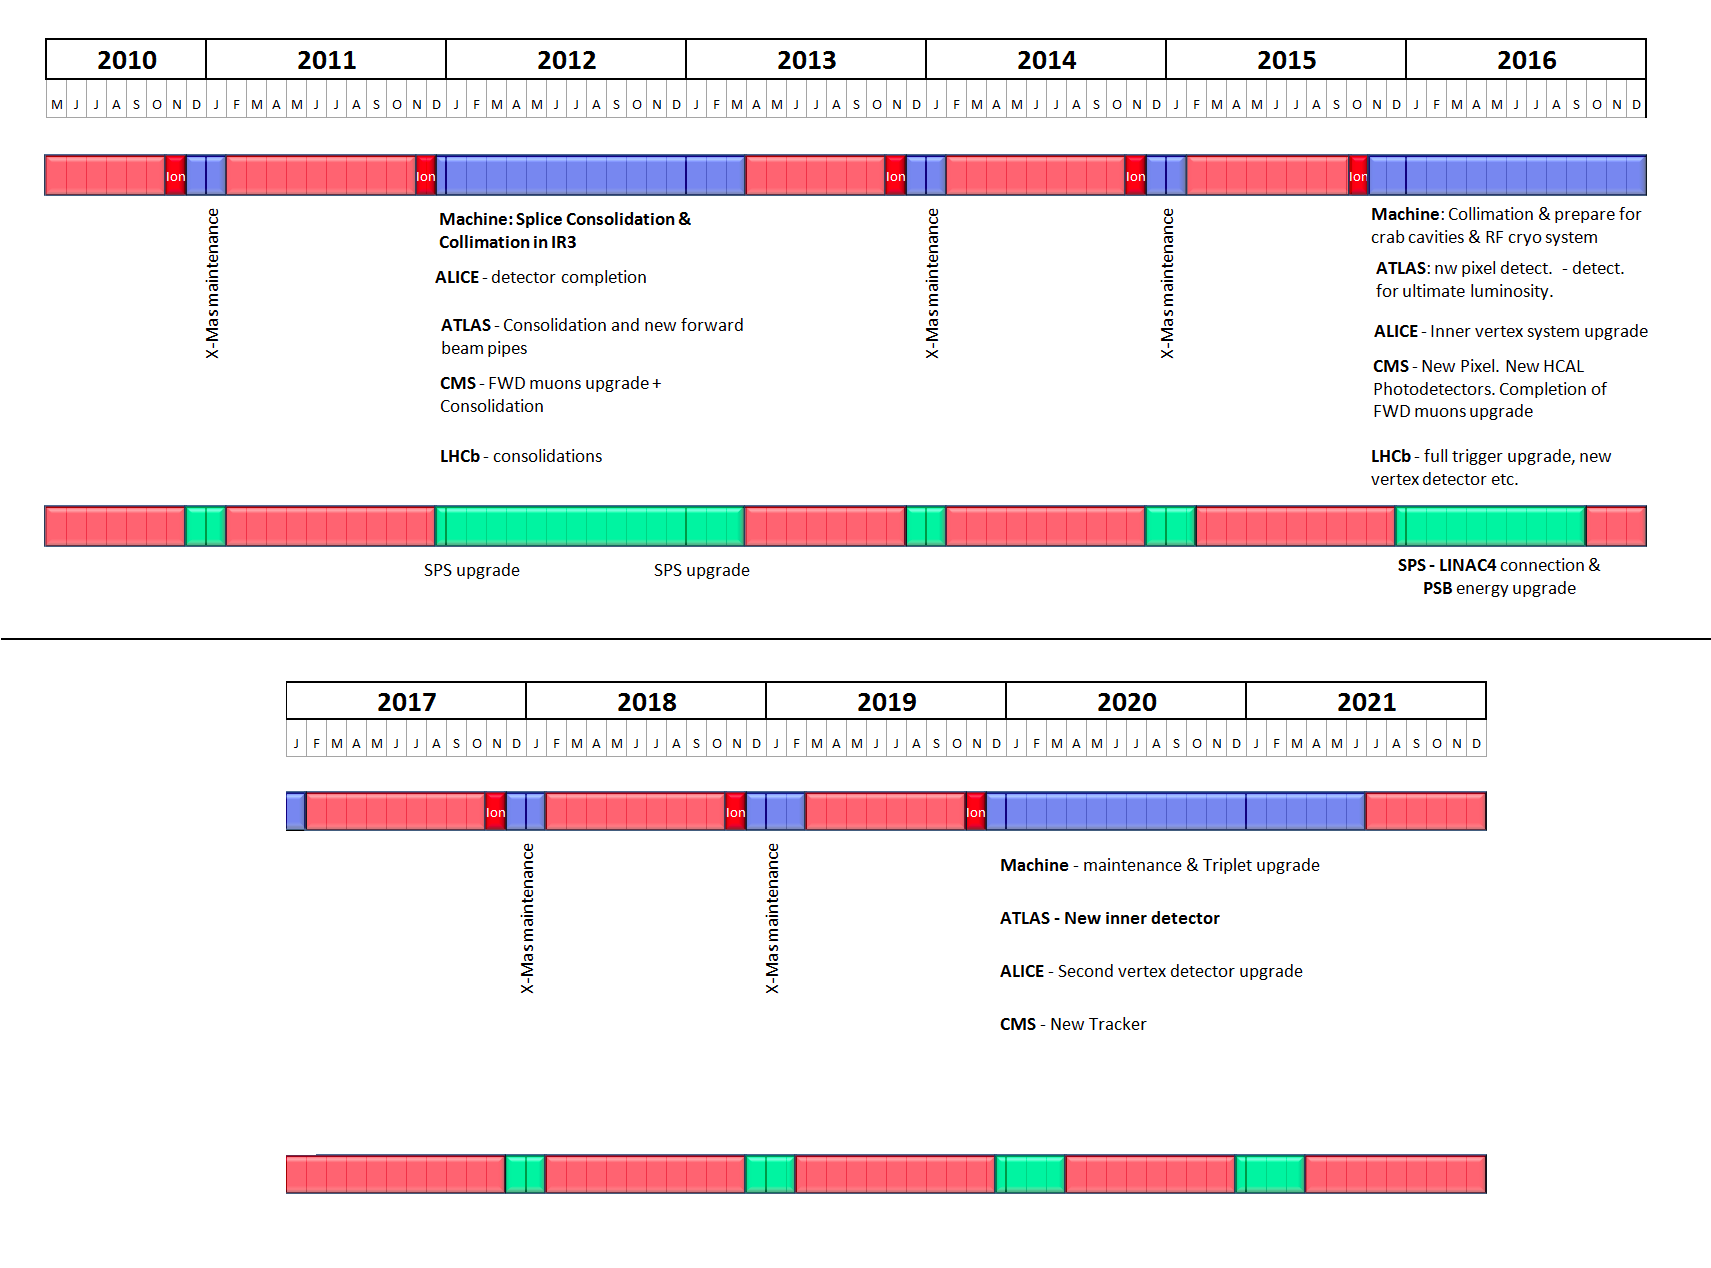 2010 2011 2012 2013 2014 2015 2016
M J J A S O N D J F M A M J J A S O N D J F M A M J J A S O N D J F M A M J J A S O N D J F M A M J J A S O N D J F M A M J J A S O N D J F M A M J J A S O N D
Ion Ion Ion Ion Ion
X-Mas maintenance
Machine: Splice Consolidation &
Collimation in IR3
ALICE - detector completion
ATLAS - Consolidation and new forward
beam pipes
CMS - FWD muons upgrade +
Consolidation
LHCb - consolidations
X-Mas maintenance
X-Mas maintenance
Machine: Collimation & prepare for
crab cavities & RF cryo system
ATLAS: nw pixel detect. - detect.
for ultimate luminosity.
ALICE - Inner vertex system upgrade
CMS - New Pixel. New HCAL
Photodetectors. Completion of
FWD muons upgrade
LHCb - full trigger upgrade, new
vertex detector etc.
SPS upgrade SPS upgrade
SPS - LINAC4 connection &
PSB energy upgrade
2017 2018 2019 2020 2021
J F M A M J J A S O N D J F M A M J J A S O N D J F M A M J J A S O N D J F M A M J J A S O N D J F M A M J J A S O N D
Ion Ion Ion
X-Mas maintenance
X-Mas maintenance
Machine - maintenance & Triplet upgrade
ATLAS - New inner detector
ALICE - Second vertex detector upgrade
CMS - New Tracker